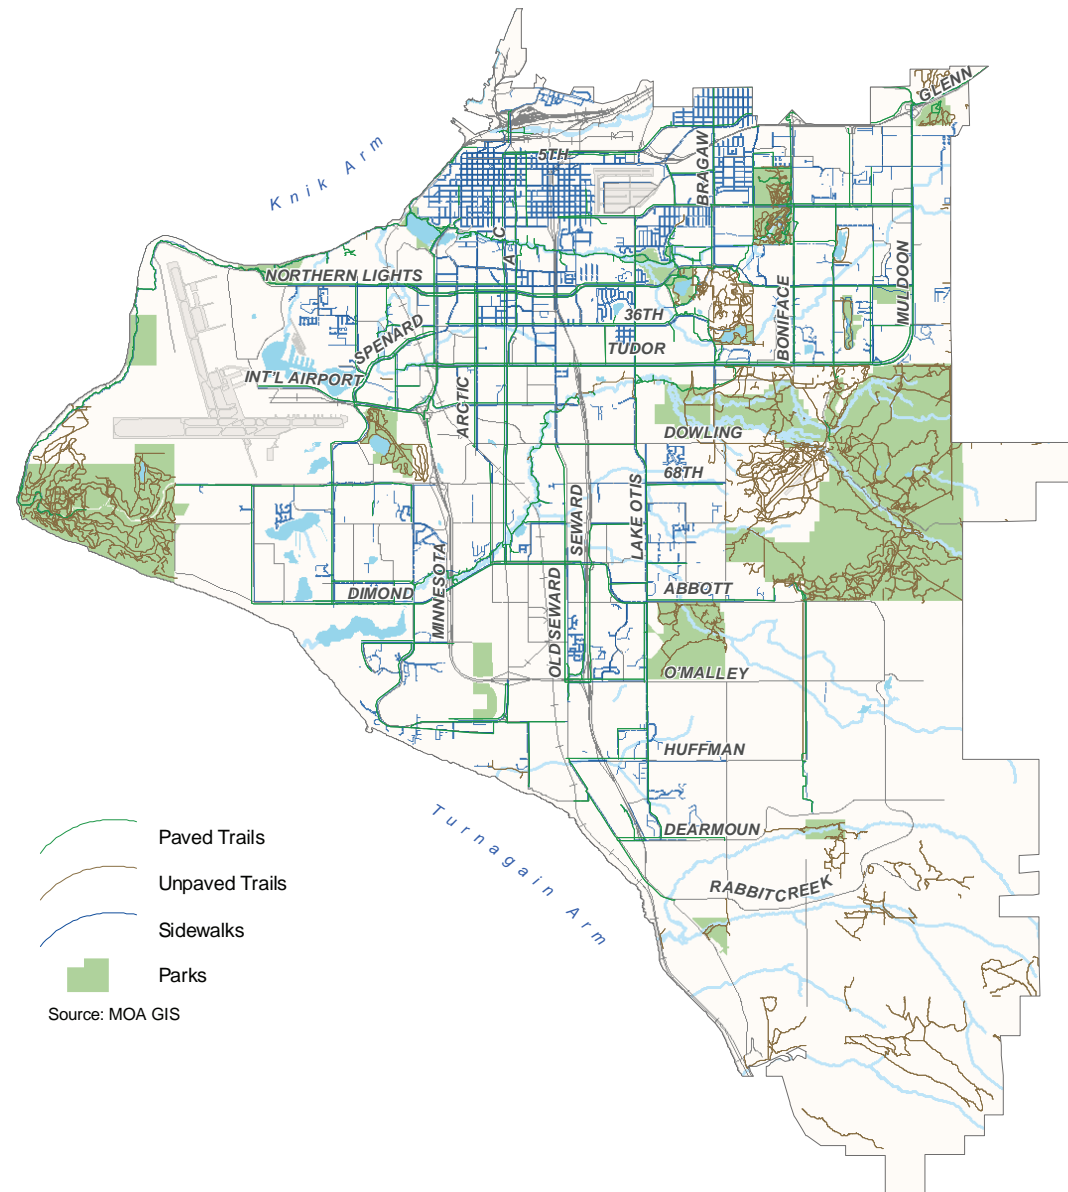 GLENN
Knik Arm
5TH
BRAGAW
C
A
MULDOON
NORTHERN LIGHTS
BONIFACE
36TH
SPENARD
TUDOR
INT'L AIRPORT
ARCTIC
DOWLING
68TH
SEWARD
LAKE OTIS
MINNESOTA
OLD SEWARD
DIMOND
ABBOTT
O'MALLEY
HUFFMAN
Turnagain Arm
DEARMOUN
RABBITCREEK
Paved Trails
Unpaved Trails
Sidewalks
Parks
Source: MOA GIS